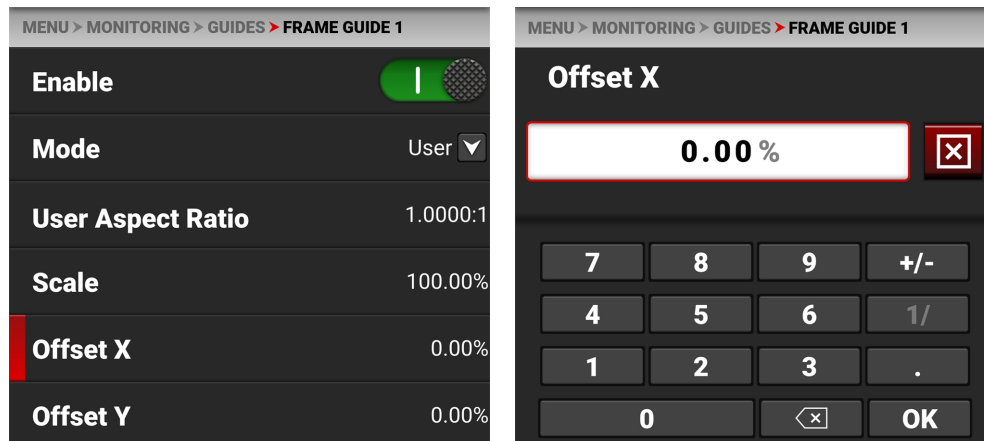 MENU > MONITORING > GUIDES > FRAME GUIDE 1
Enable
Mode User
User Aspect Ratio 1.0000:1
Scale 100.00%
Offset X 0.00%
Offset Y 0.00%
MENU > MONITORING > GUIDES > FRAME GUIDE 1
Offset X
0.00 %
7 8 9 +/-
4 5 6 1/
1 2 3 .
0 OK